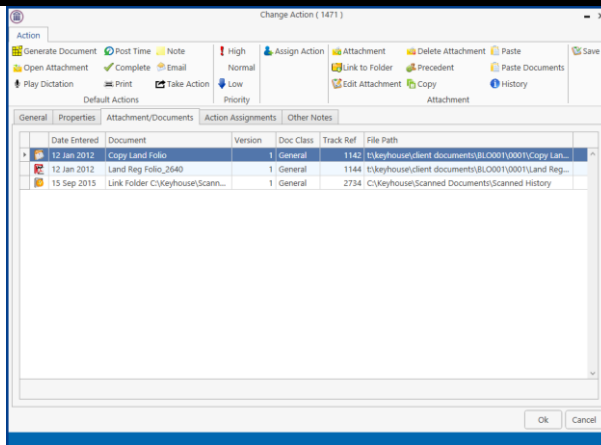 Change Action ( 1471 )
Action
Generate Document Post Time Note High Assign Action Attachment Delete Attachment Paste Save
Open Attachment Complete Email Normal Link to Folder Precedent Paste Documents
Play Dictation Print Take Action Low Edit Attachment Copy History
Default Actions Priority Attachment
General Properties Attachment/Documents Action Assignments Other Notes
Date Entered Document Version Doc Class Track Ref File Path
12 Jan 2012 Copy Land Folio 1 General 1142 t:\keyhouse\client documents\BLO001\0001\Copy Lan...
12 Jan 2012 Land Reg Folio_2640 1 General 1144 t:\keyhouse\client documents\BLO001\0001\Land Reg...
15 Sep 2015 Link Folder C:\Keyhouse\Scann... 1 General 2734 C:\Keyhouse\Scanned Documents\Scanned History
Ok Cancel